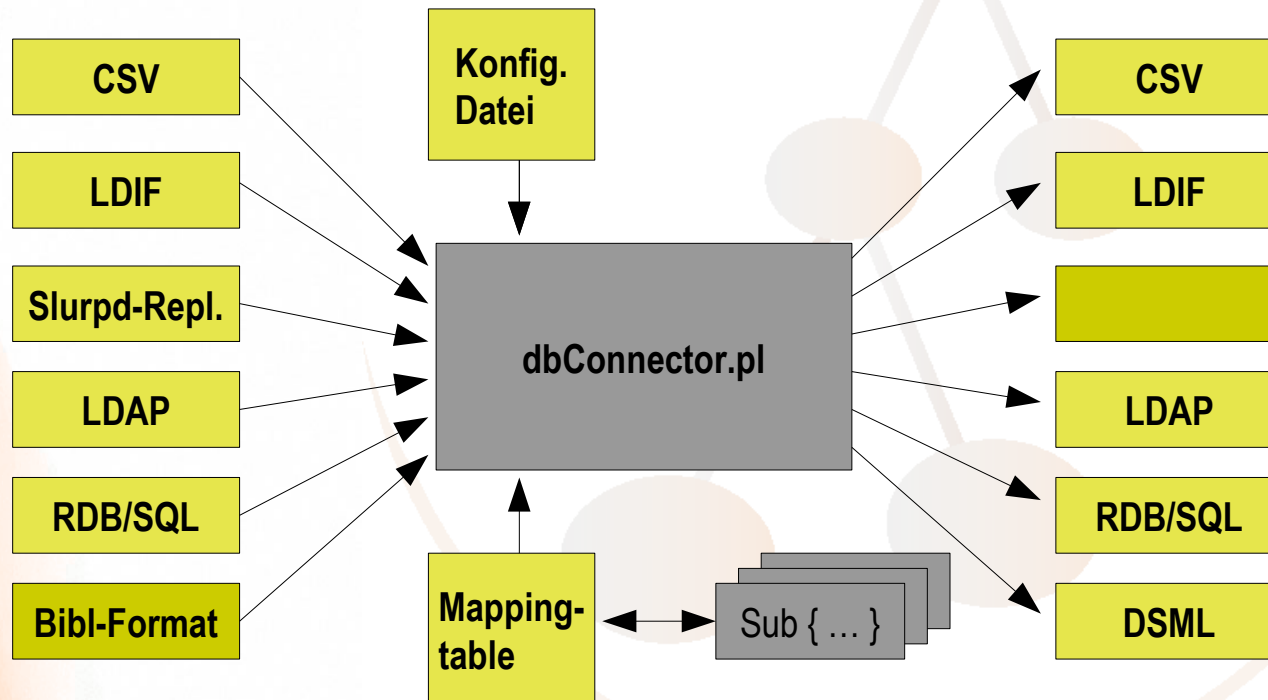 CSV
LDIF
Slurpd-Repl.
LDAP
RDB/SQL
Bibl-Format
Konfig.
Datei
dbConnector.pl
Mapping-
table
Sub { … }
CSV
LDIF
LDAP
RDB/SQL
DSML